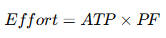 Effort = ATP × PF